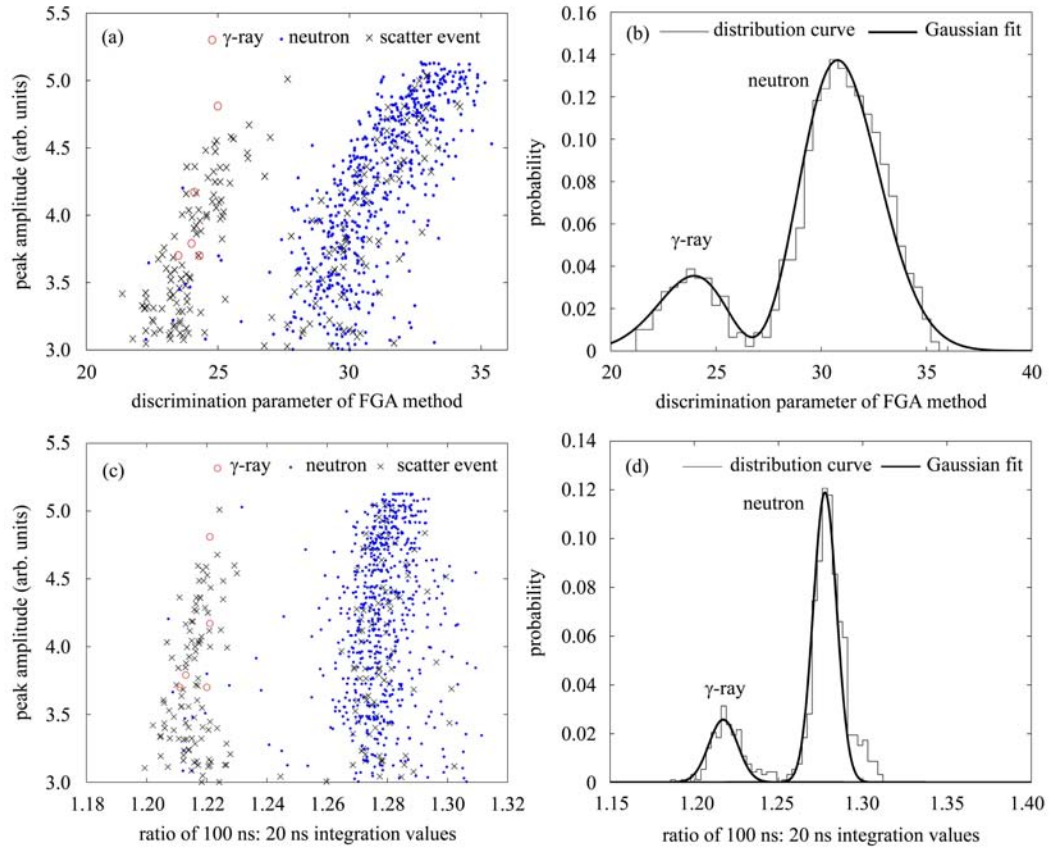 (a) γ-ray neutron scatter event
5.5
5.0
4.5
4.0
3.5
3.0
peak amplitude (arb. units)
20 25 30 35
discrimination parameter of FGA method
(b) distribution curve Gaussian fit
neutron
γ-ray
0.16
0.14
0.12
0.10
0.08
0.06
0.04
0.02
0
probability
20 25 30 35 40
discrimination parameter of FGA method
(c) γ-ray neutron scatter event
5.5
5.0
4.5
4.0
3.5
3.0
peak amplitude (arb. units)
1.18 1.20 1.22 1.24 1.26 1.28 1.30 1.32
ratio of 100 ns: 20 ns integration values
(d) distribution curve Gaussian fit
neutron
γ-ray
0.14
0.12
0.10
0.08
0.06
0.04
0.02
0
probability
1.15 1.20 1.25 1.30 1.35 1.40
ratio of 100 ns: 20 ns integration values